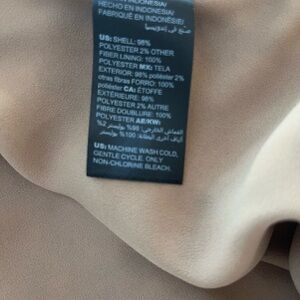 INDONESIA/
HECHO EN INDONESIA/
FABRIQUÉ EN INDONÉSIE/
صنع في إندونيسيا
US: SHELL: 98%
POLYESTER 2% OTHER
FIBER LINING: 100%
POLYESTER MX: TELA
EXTERIOR: 98% poliéster 2%
otras fibras FORRO: 100%
poliéster CA: ÉTOFFE
EXTÉRIEURE: 98%
POLYESTER 2% AUTRE
FIBRE DOUBLURE: 100%
POLYESTER AE/KW:
القماش الخارجي: 98% بوليستر 2%
ألياف أخرى البطانة: 100% بوليستر
US: MACHINE WASH COLD,
GENTLE CYCLE. ONLY
NON-CHLORINE BLEACH.